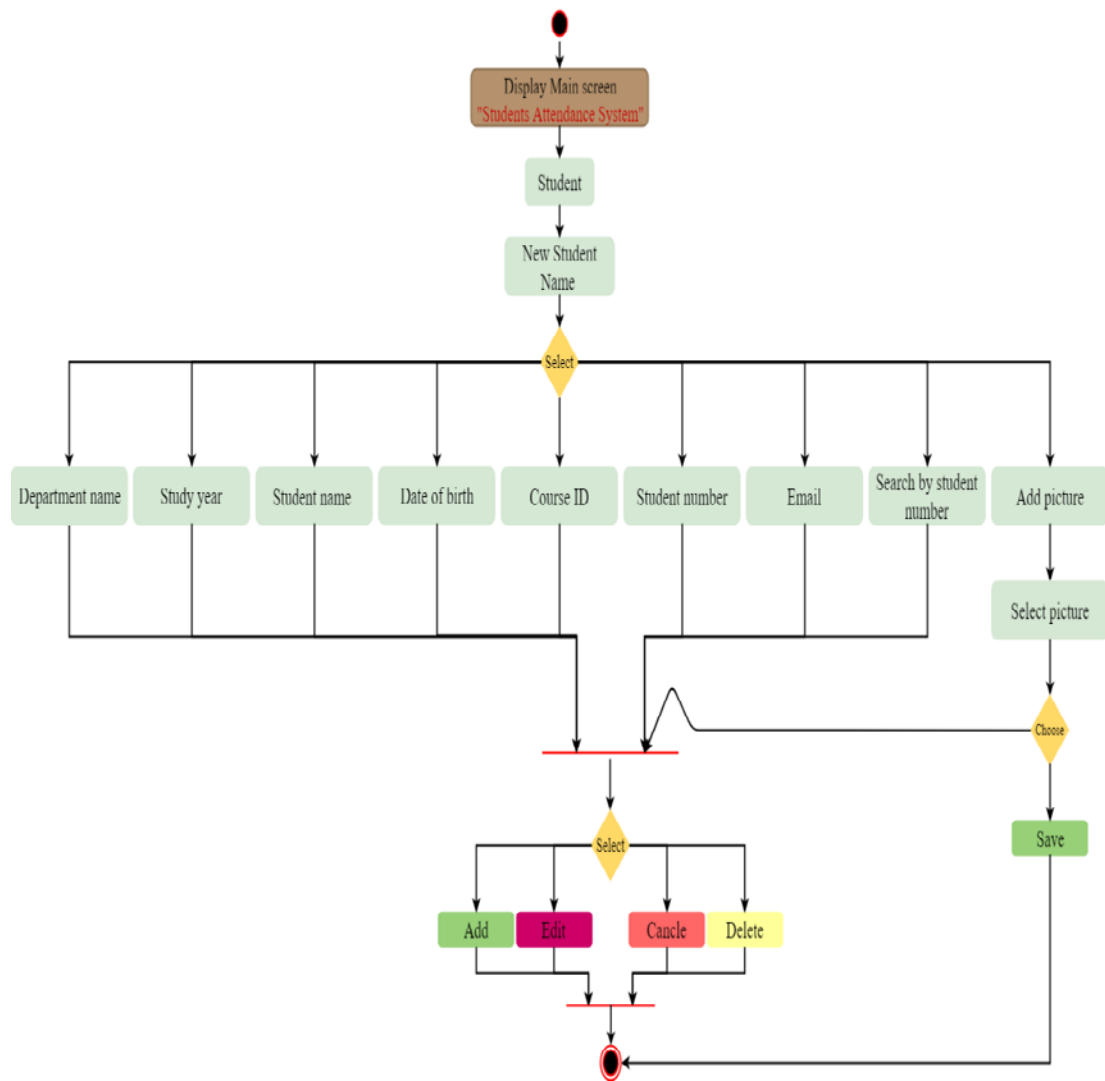 Display Main screen
"Students Attendance System"
Student
New Student
Name
Select
Department name
Study year
Student name
Date of birth
Course ID
Student number
Email
Search by student
number
Add picture
Select picture
Choose
Save
Select
Add
Edit
Cancle
Delete